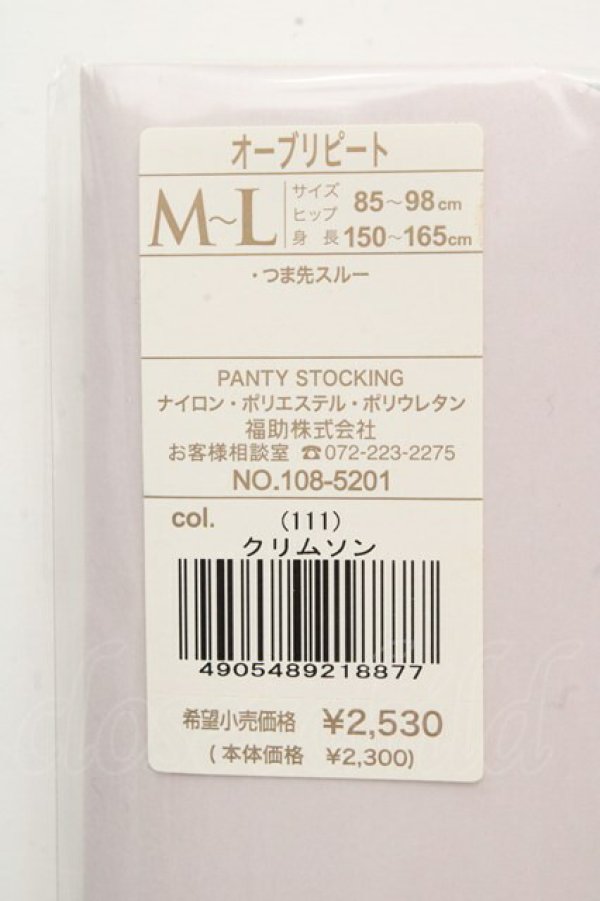 オーブリピート
M~L
サイズ
ヒップ 85~98cm
身長 150~165cm
・つま先スルー
PANTY STOCKING
ナイロン・ポリエステル・ポリウレタン
福助株式会社
お客様相談室 ☎072-223-2275
NO.108-5201
col. (111)
クリムソン
4905489218877
希望小売価格 ¥2,530
(本体価格 ¥2,300)